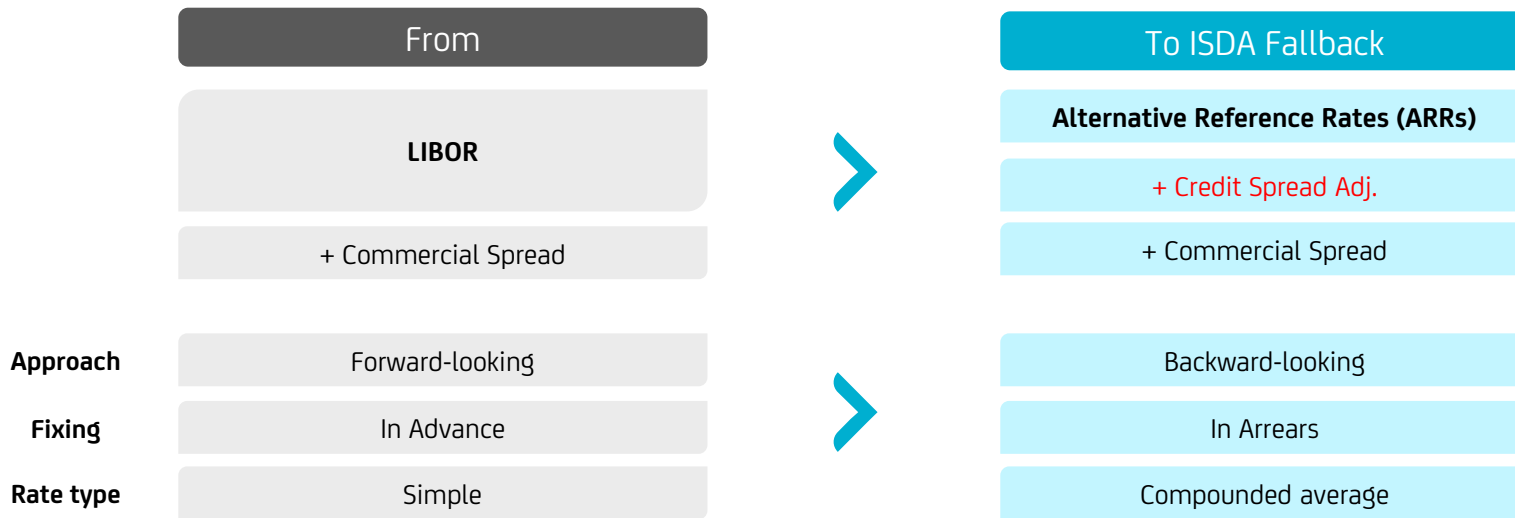 From
To ISDA Fallback
LIBOR
Alternative Reference Rates (ARRs)
+ Credit Spread Adj.
+ Commercial Spread
+ Commercial Spread
Approach
Forward-looking
Backward-looking
Fixing
In Advance
In Arrears
Rate type
Simple
Compounded average